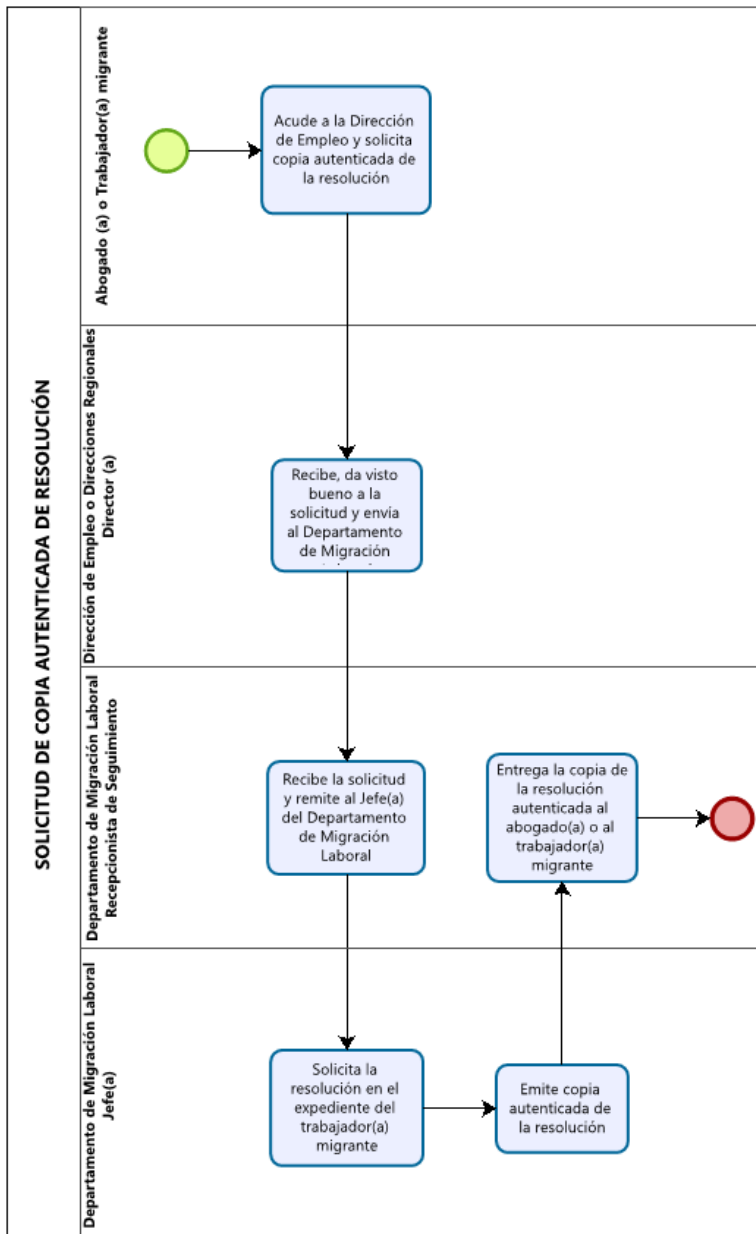 SOLICITUD DE COPIA AUTENTICADA DE RESOLUCIÓN
Abogado (a) o Trabajador(a) migrante
Acude a la Dirección
de Empleo y solicita
copia autenticada de
la resolución
Dirección de Empleo o Direcciones Regionales
Director (a)
Recibe, da visto
bueno a la
solicitud y envía
al Departamento
de Migración
Departamento de Migración Laboral
Recepcionista de Seguimiento
Recibe la solicitud
y remite al Jefe(a)
del Departamento
de Migración
Laboral
Entrega la copia de
la resolución
autenticada al
abogado(a) o al
trabajador(a)
migrante
Departamento de Migración Laboral
Jefe(a)
Solicita la
resolución en el
expediente del
trabajador(a)
migrante
Emite copia
autenticada de
la resolución